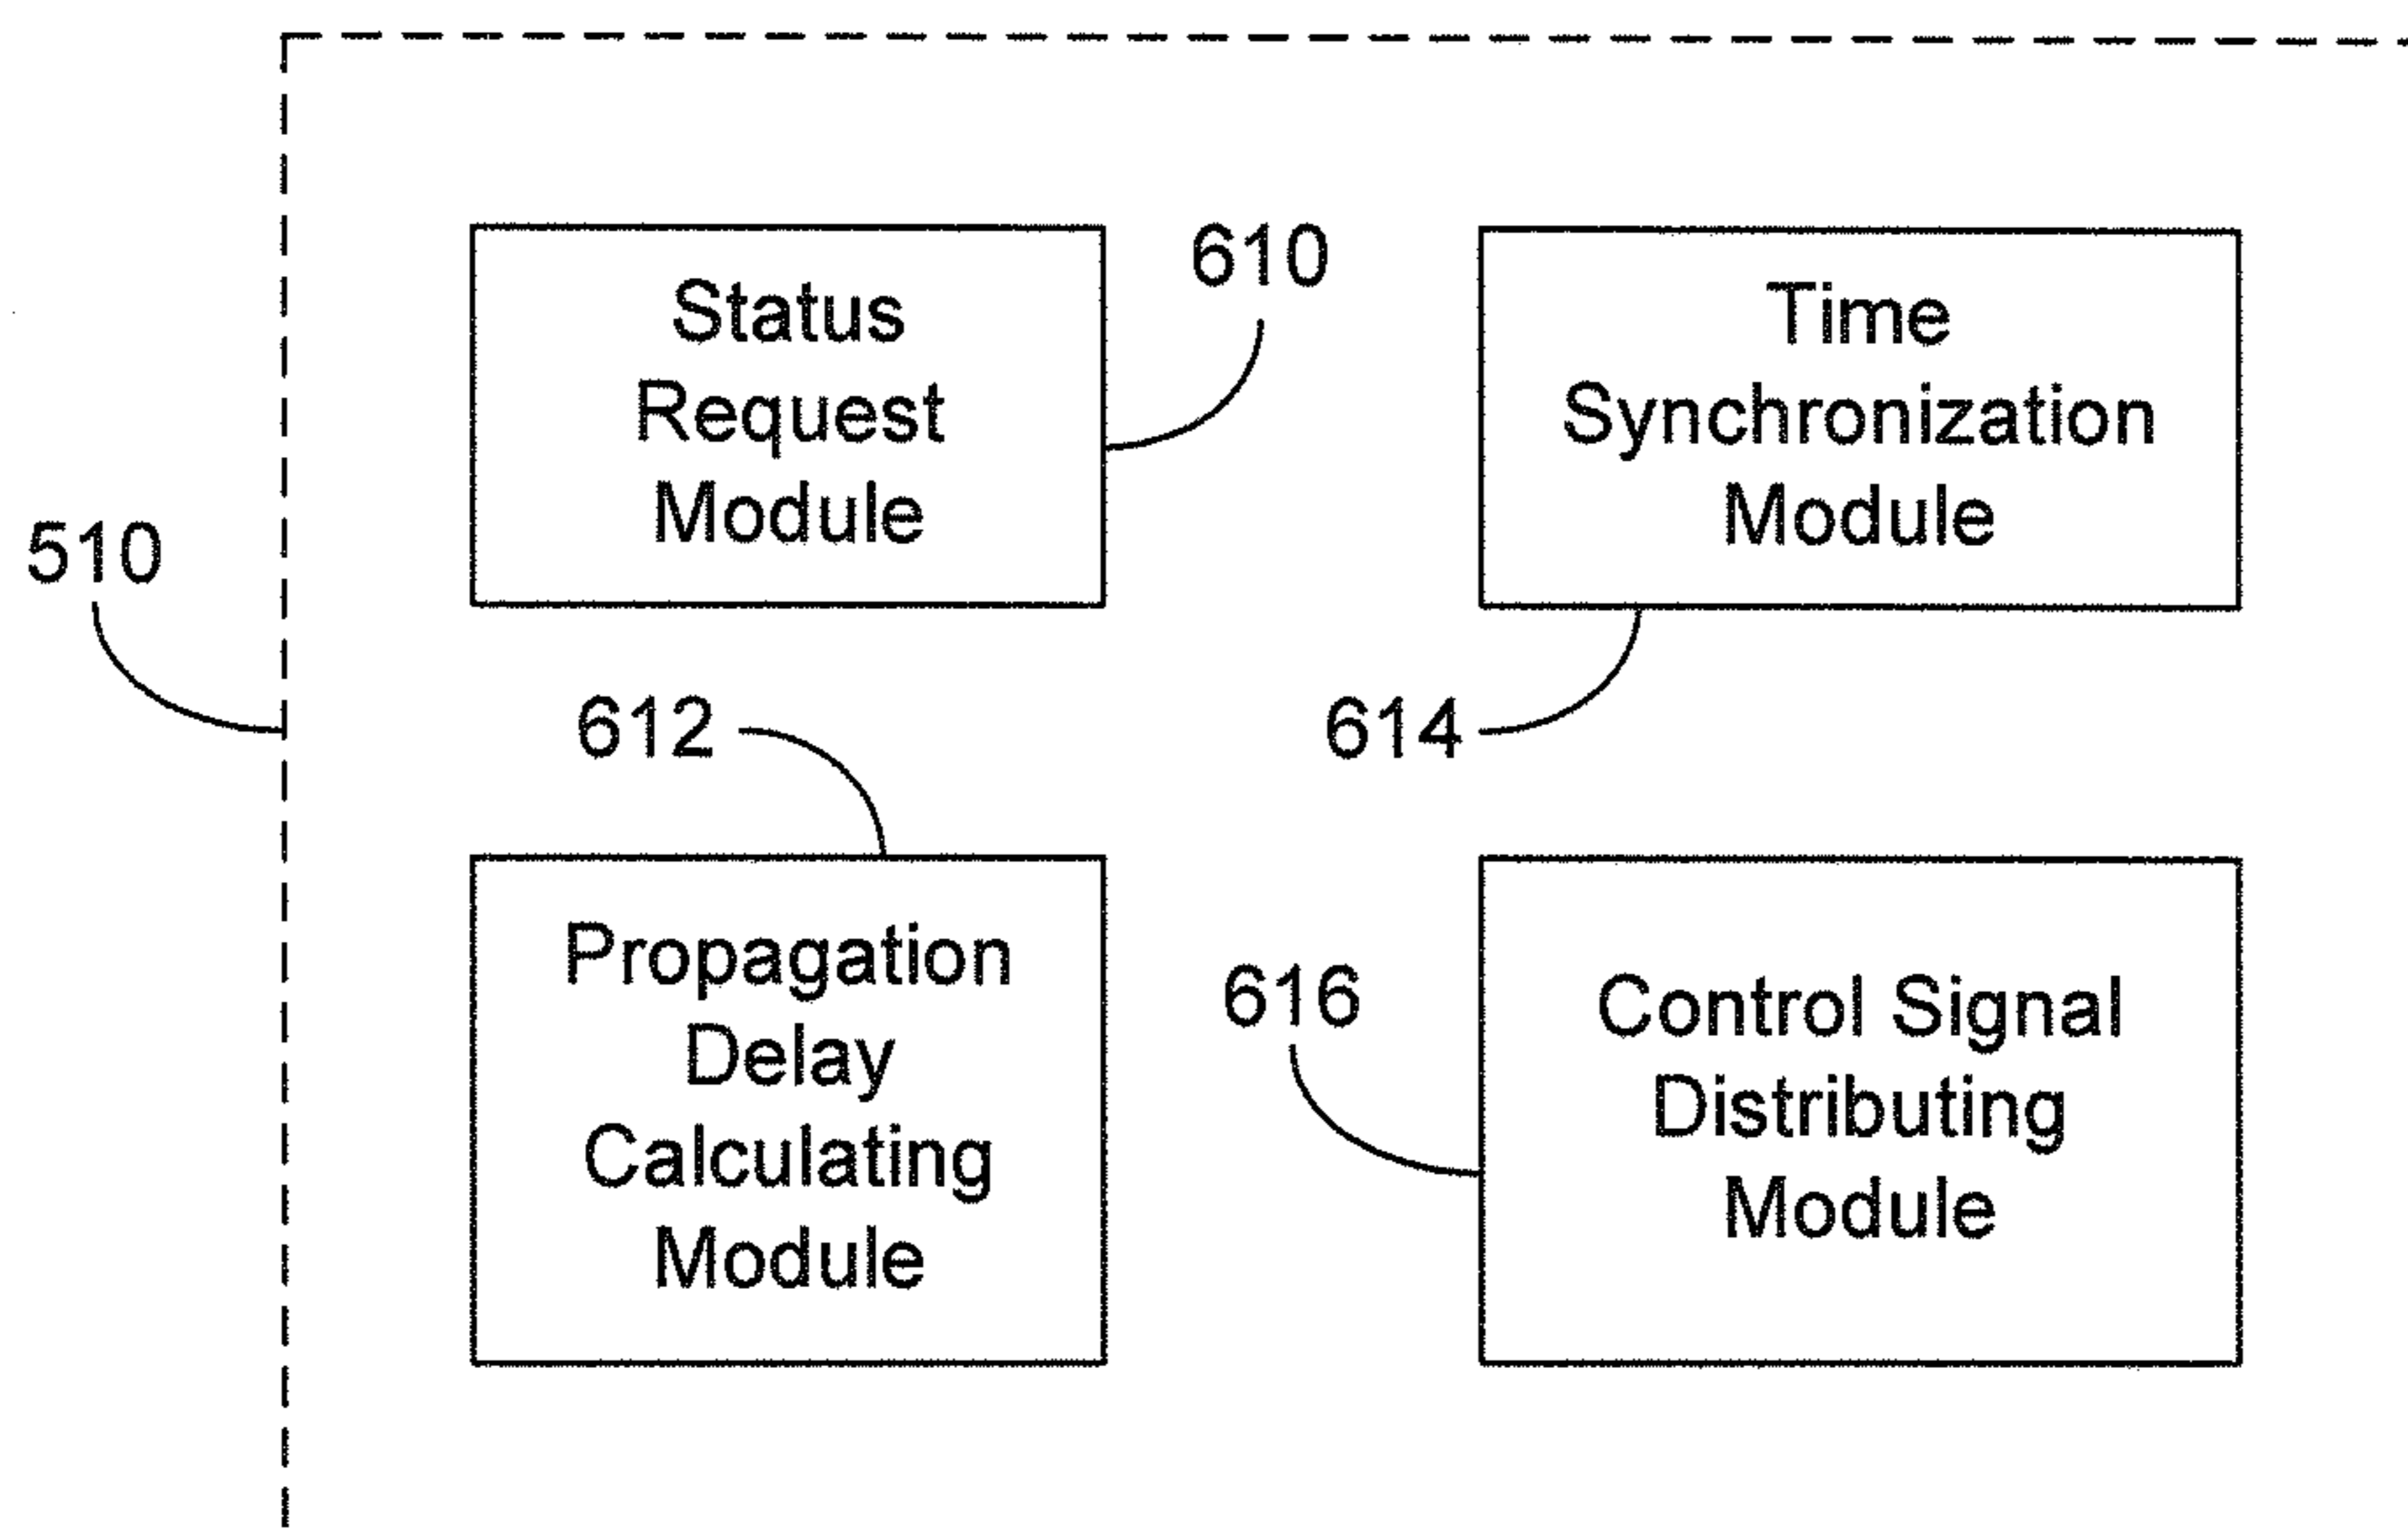 Status
Request
Module
610
Time
Synchronization
Module
510
612
614
Propagation
Delay
Calculating
Module
616
Control Signal
Distributing
Module